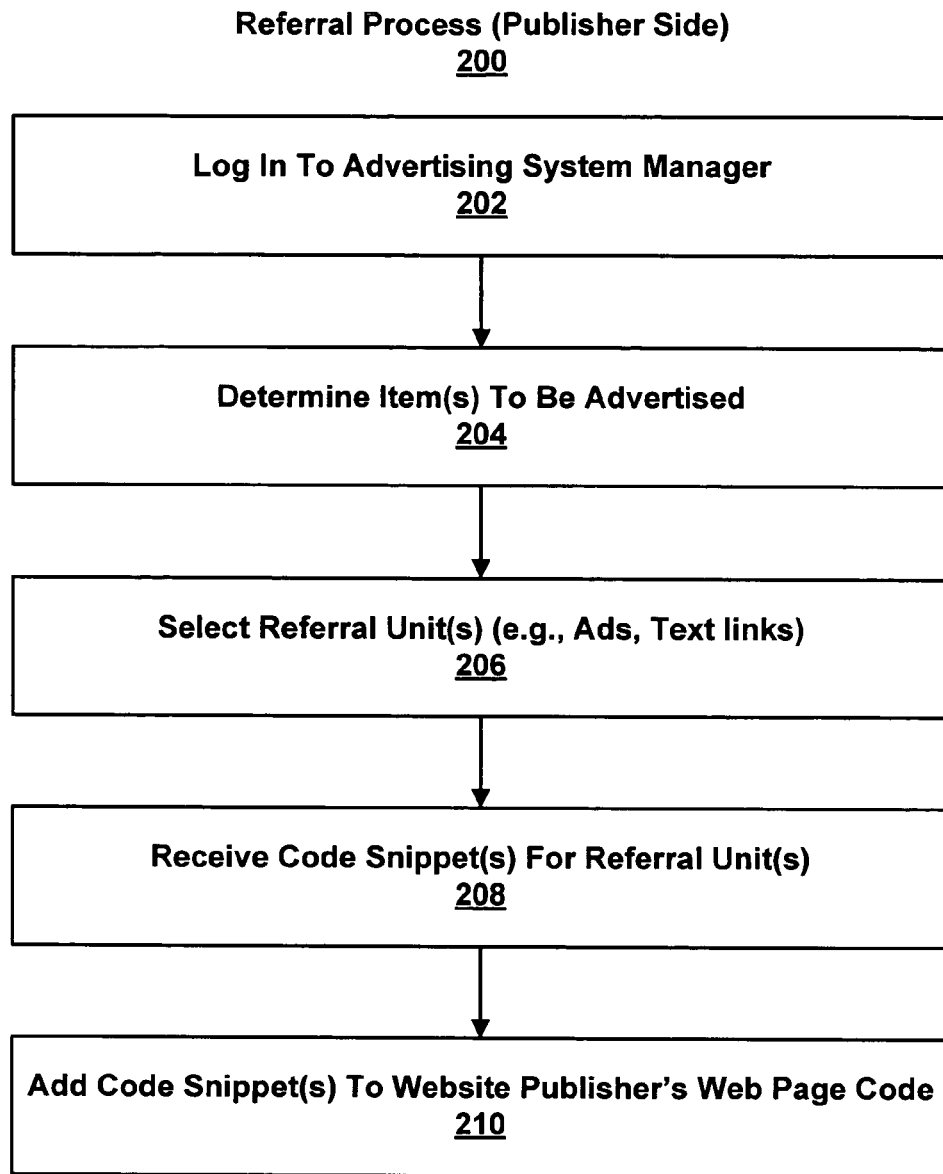 Referral Process (Publisher Side)
200
Log In To Advertising System Manager
202
Determine Item(s) To Be Advertised
204
Select Referral Unit(s) (e.g., Ads, Text links)
206
Receive Code Snippet(s) For Referral Unit(s)
208
Add Code Snippet(s) To Website Publisher's Web Page Code
210